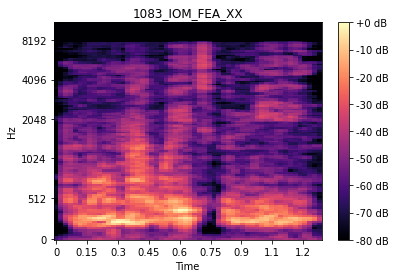 1083_IOM_FEA_XX
Hz
8192
4096
2048
1024
512
0
0 0.15 0.3 0.45 0.6 0.75 0.9 1.1 1.2
Time
+0 dB
-10 dB
-20 dB
-30 dB
-40 dB
-50 dB
-60 dB
-70 dB
-80 dB